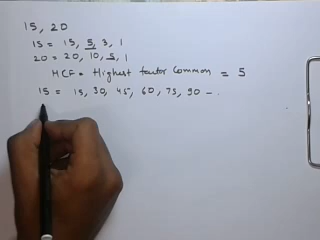 15, 20
15 = 15, 5, 3, 1
20 = 20, 10, 5, 1
HCF = Highest factor Common = 5
15 = 15, 30, 45, 60, 75, 90 - .